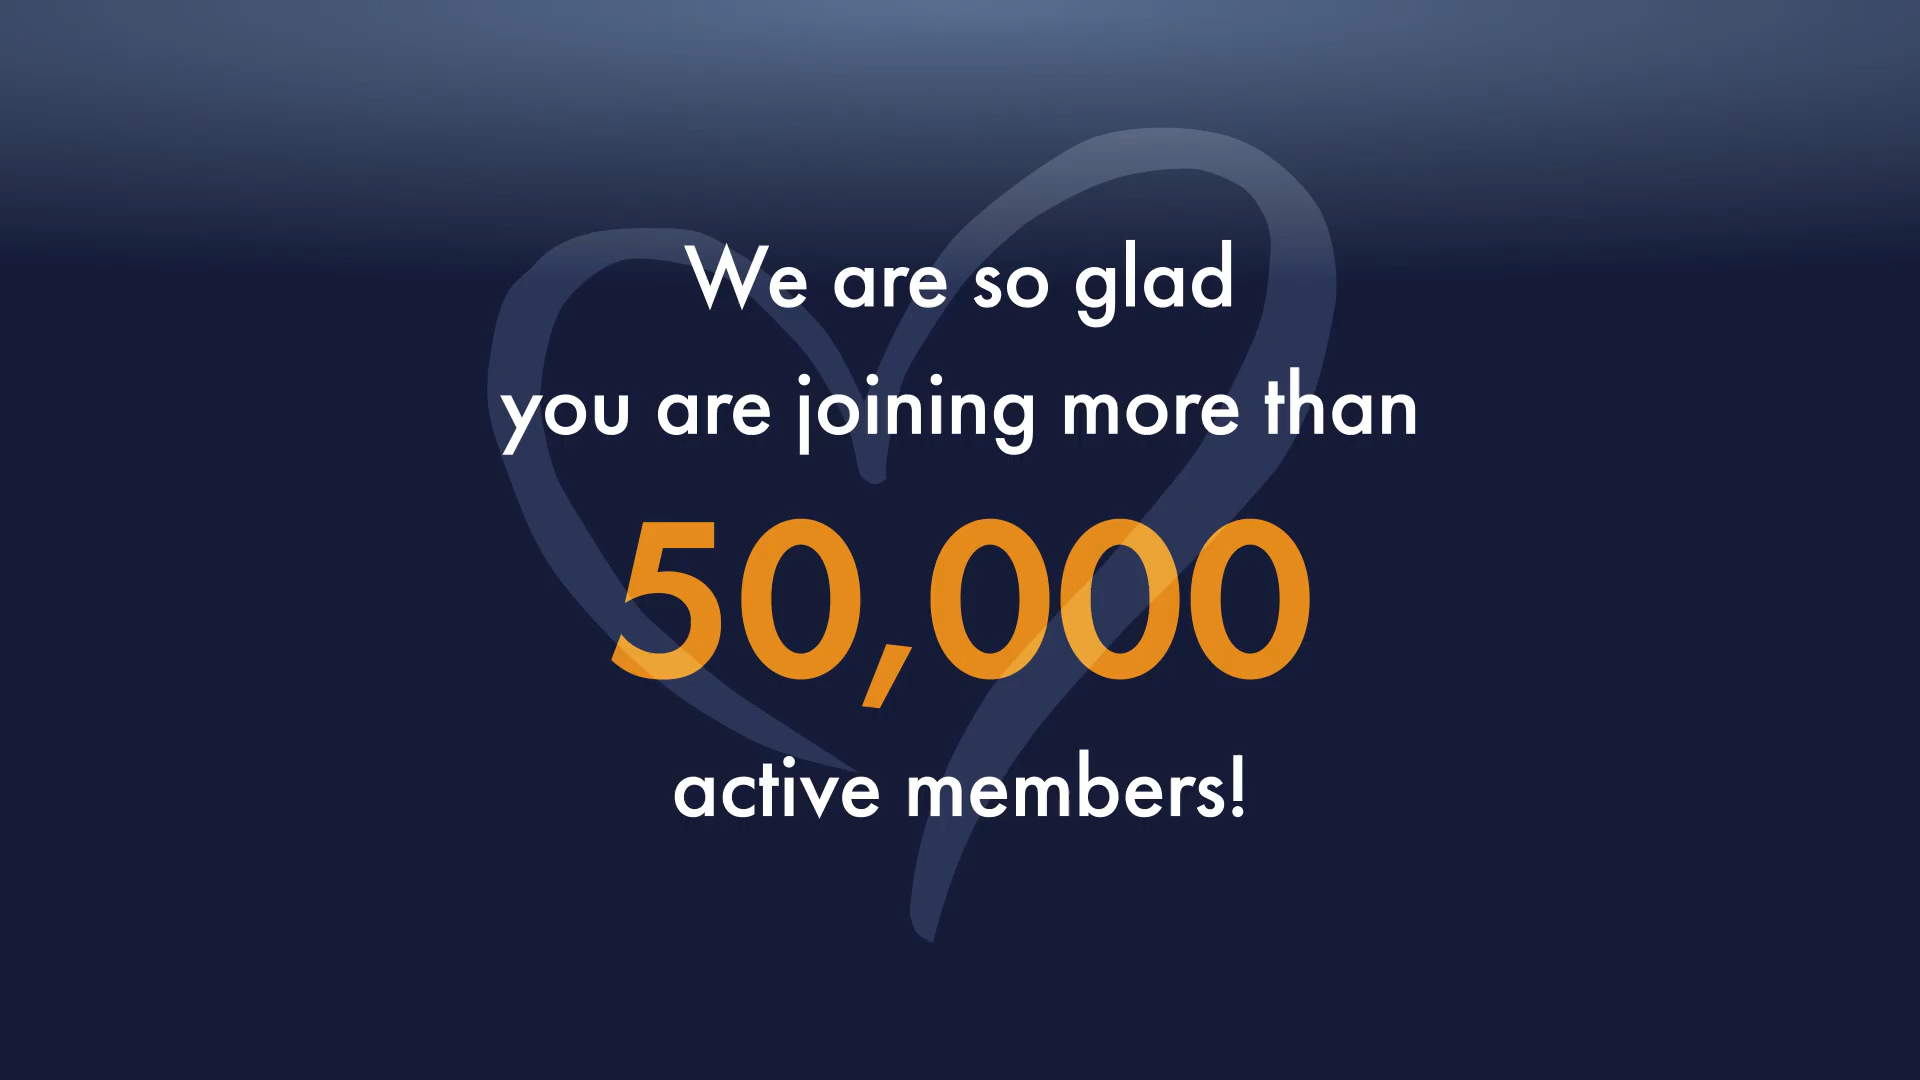 We are so glad
you are joining more than
50,000
active members!